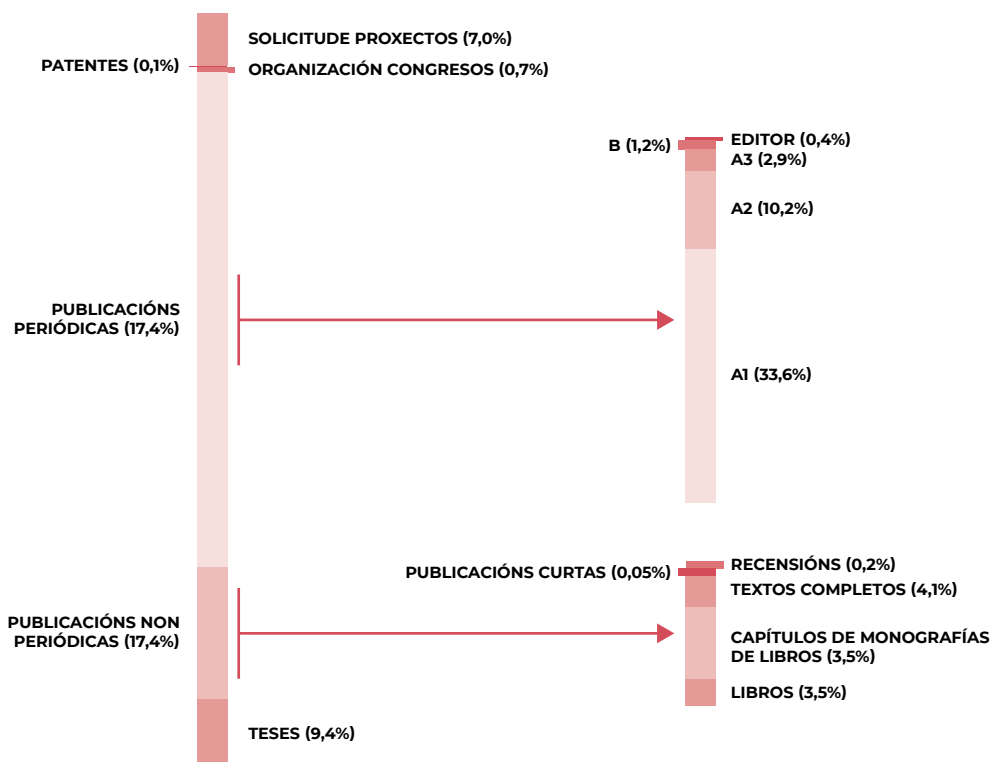 SOLICITUDE PROXECTOS (7,0%)
PATENTES (0,1%)
ORGANIZACIÓN CONGRESOS (0,7%)
PUBLICACIÓNS
PERIÓDICAS (17,4%)
PUBLICACIÓNS NON
PERIÓDICAS (17,4%)
TESES (9,4%)
EDITOR (0,4%)
B (1,2%)
A3 (2,9%)
A2 (10,2%)
A1 (33,6%)
RECENSIÓNS (0,2%)
PUBLICACIÓNS CURTAS (0,05%)
TEXTOS COMPLETOS (4,1%)
CAPÍTULOS DE MONOGRAFÍAS
DE LIBROS (3,5%)
LIBROS (3,5%)